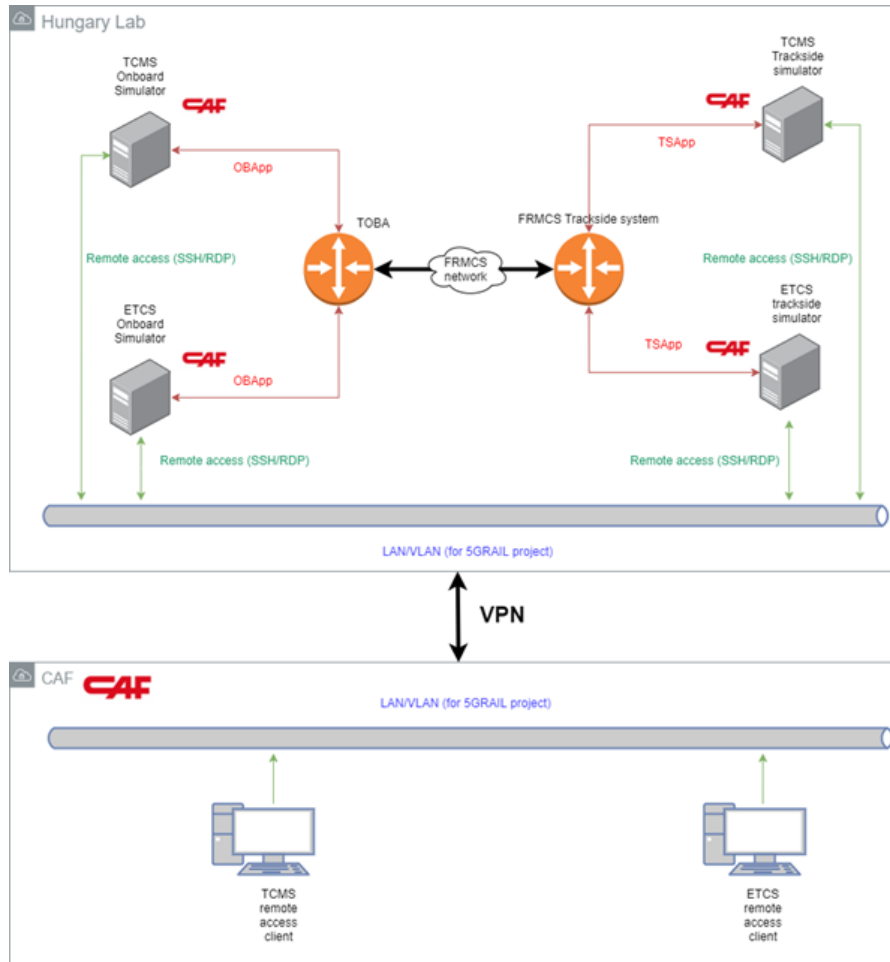 Hungary Lab
TCMS
Onboard
Simulator
CAF
OBApp
TCMS
Trackside
simulator
CAF
TSApp
Remote access (SSH/RDP)
TOBA
FRMCS
network
FRMCS Trackside system
Remote access (SSH/RDP)
ETCS
Onboard
Simulator
CAF
OBApp
ETCS
trackside
simulator
CAF
TSApp
Remote access (SSH/RDP)
Remote access (SSH/RDP)
LAN/VLAN (for 5GRAIL project)
VPN
CAF
CAF
LAN/VLAN (for 5GRAIL project)
TCMS
remote
access
client
ETCS
remote
access
client